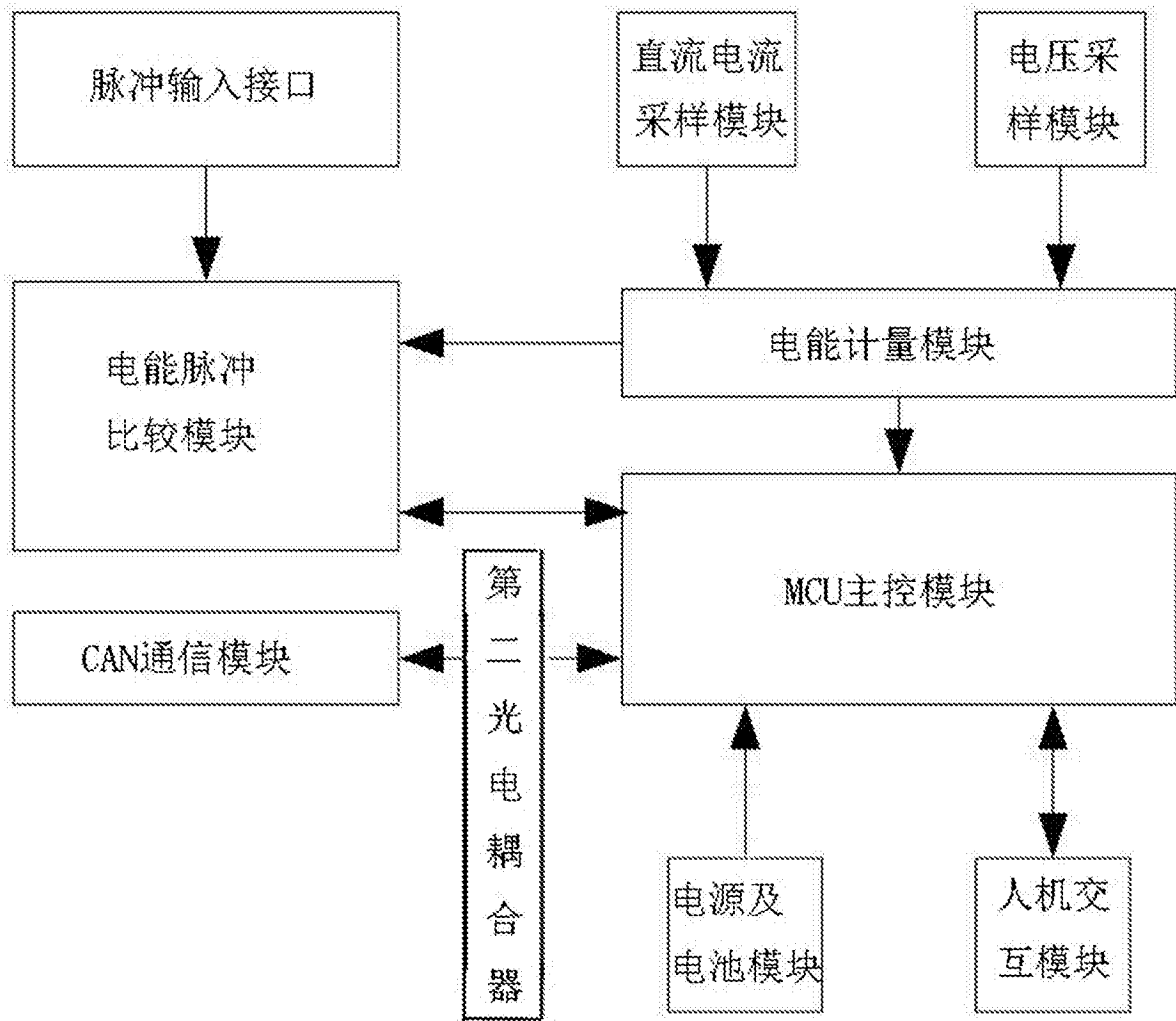 脉冲输入接口
直流电流
采样模块
电压采
样模块
电能脉冲
比较模块
电能计量模块
MCU主控模块
CAN通信模块
第
二
光
电
耦
合
器
电源及
电池模块
人机交
互模块